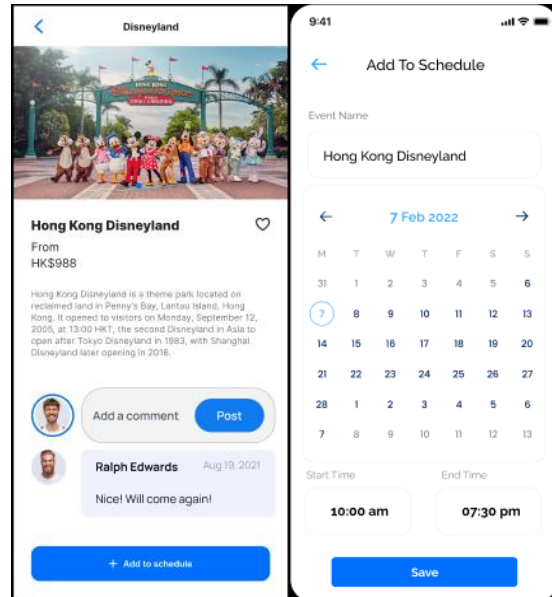 Disneyland
HONG KONG
Hong Kong Disneyland
From
HK$988
Hong Kong Disneyland is a theme park located on
reclaimed land in Penny's Bay, Lantau Island, Hong
Kong. It opened to visitors on Monday, September 12,
2005, at 13:00 HKT, the second Disneyland in Asia to
open after Tokyo Disneyland in 1983, with Shanghai
Disneyland later opening in 2016.
Add a comment
Post
Ralph Edwards Aug 19, 2021
Nice! Will come again!
+ Add to schedule
9:41
Add To Schedule
Event Name
Hong Kong Disneyland
7 Feb 2022
M T W T F S S
31 1 2 3 4 5 6
7 8 9 10 11 12 13
14 15 16 17 18 19 20
21 22 23 24 25 26 27
28 1 2 3 4 5 6
7 8 9 10 11 12 13
Start Time End Time
10:00 am 07:30 pm
Save